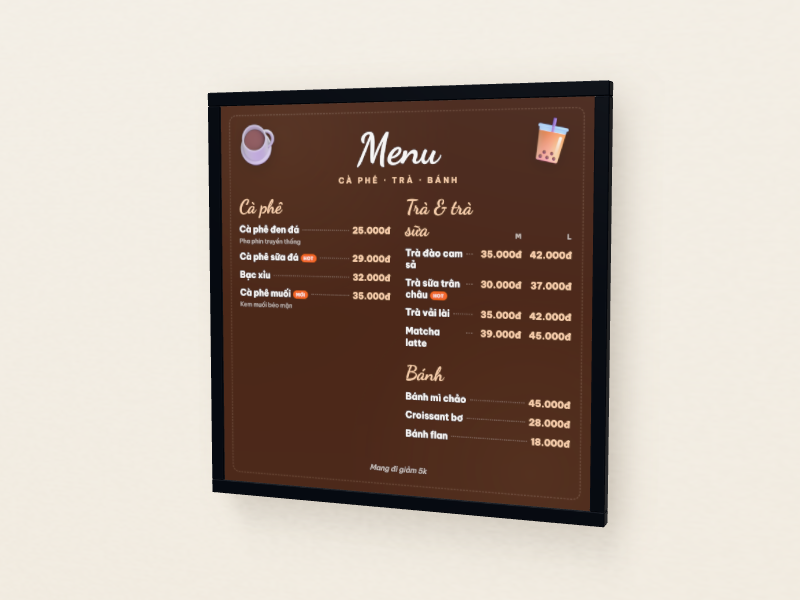 Menu
CÀ PHÊ · TRÀ · BÁNH
Cà phê
Cà phê đen đá 25.000đ
Pha phin truyền thống
Cà phê sữa đá HOT 29.000đ
Bạc xỉu 32.000đ
Cà phê muối MỚI 35.000đ
Kem muối béo mặn
Trà & trà
sữa M L
Trà đào cam 35.000đ 42.000đ
sả
Trà sữa trân 30.000đ 37.000đ
châu HOT
Trà vải lài 35.000đ 42.000đ
Matcha 39.000đ 45.000đ
latte
Bánh
Bánh mì chảo 45.000đ
Croissant bơ 28.000đ
Bánh flan 18.000đ
Mang đi giảm 5k